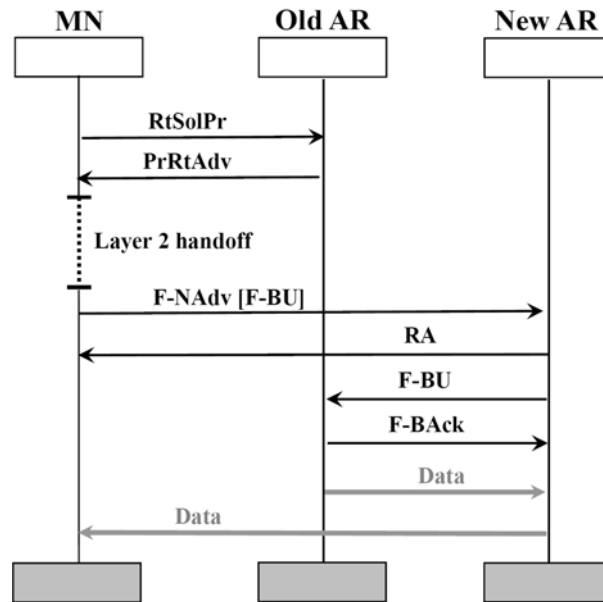 MN
Old AR
New AR
RtSolPr
PrRtAdv
Layer 2 handoff
F-NAdv [F-BU]
RA
F-BU
F-BAck
Data
Data